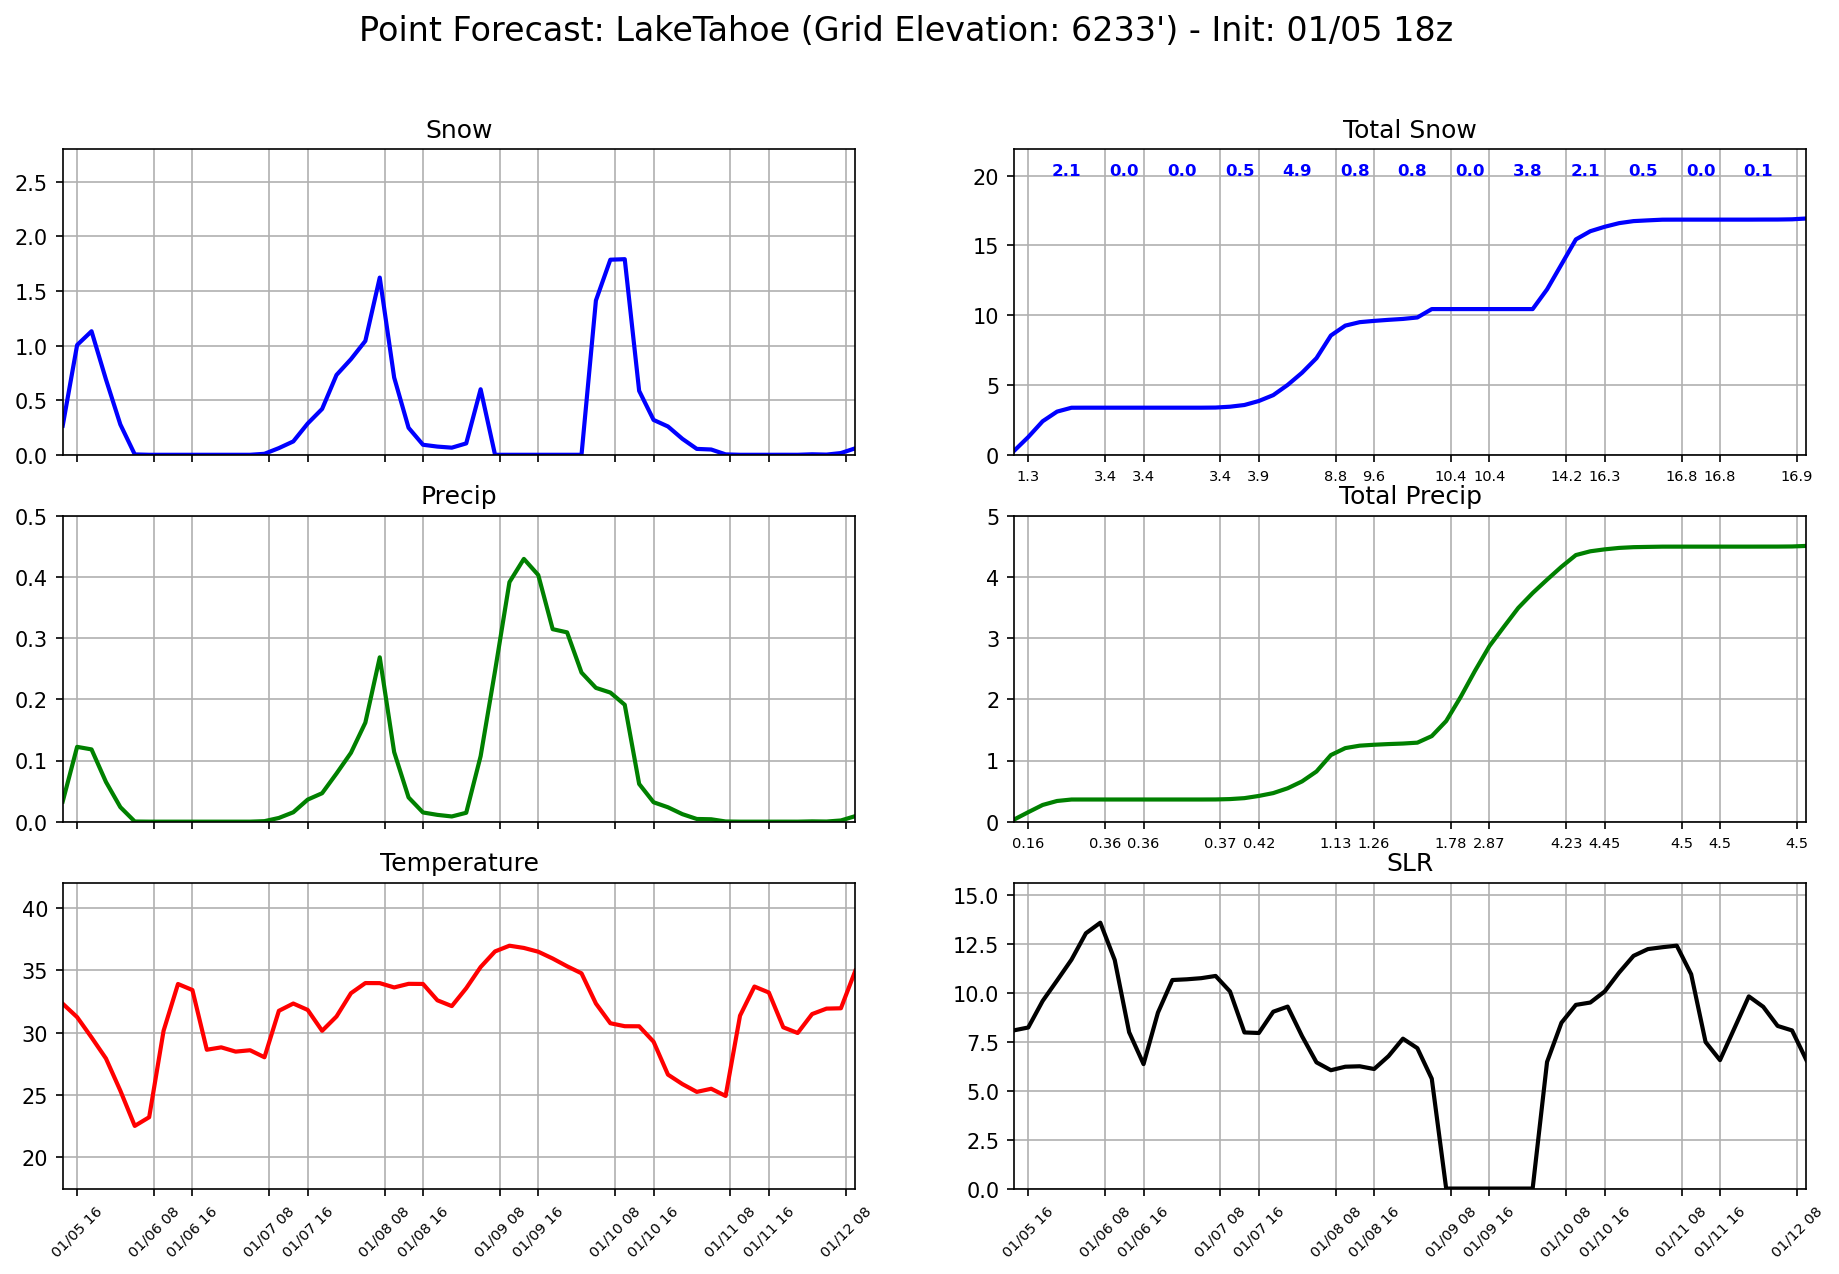 Point Forecast: LakeTahoe (Grid Elevation: 6233') - Init: 01/05 18z
Snow
2.5
2.0
1.5
1.0
0.5
0.0
Total Snow
2.1 0.0 0.0 0.5 4.9 0.8 0.8 0.0 3.8 2.1 0.5 0.0 0.1
20
15
10
5
0
1.3 3.4 3.4 3.4 3.9 8.8 9.6 10.4 10.4 14.2 16.3 16.8 16.8 16.9
Precip
0.5
0.4
0.3
0.2
0.1
0.0
Total Precip
5
4
3
2
1
0
0.16 0.36 0.36 0.37 0.42 1.13 1.26 1.78 2.87 4.23 4.45 4.5 4.5 4.5
Temperature
40
35
30
25
20
01/05 16 01/06 08 01/06 16 01/07 08 01/07 16 01/08 08 01/08 16 01/09 08 01/09 16 01/10 08 01/10 16 01/11 08 01/11 16 01/12 08
SLR
15.0
12.5
10.0
7.5
5.0
2.5
0.0
01/05 16 01/06 08 01/06 16 01/07 08 01/07 16 01/08 08 01/08 16 01/09 08 01/09 16 01/10 08 01/10 16 01/11 08 01/11 16 01/12 08